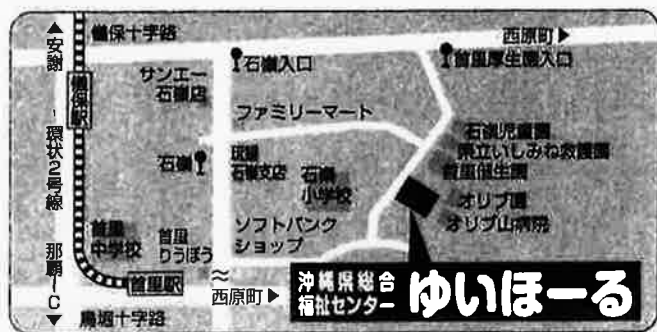 儀保十字路
西原町▶
▲安謝
儀保駅
環状2号線
那覇IC▼
サンエー
石嶺店
石嶺入口
首里厚生園入口
ファミリーマート
石嶺
石嶺支店
石嶺
小学校
石嶺児童園
県立いしみね救護園
首里厚生園
オリブ園
オリブ山病院
首里
中学校
首里
りうぼう
ソフトバンク
ショップ
首里駅
西原町▶
鳥堀十字路
沖縄県総合
福祉センター
ゆいほーる